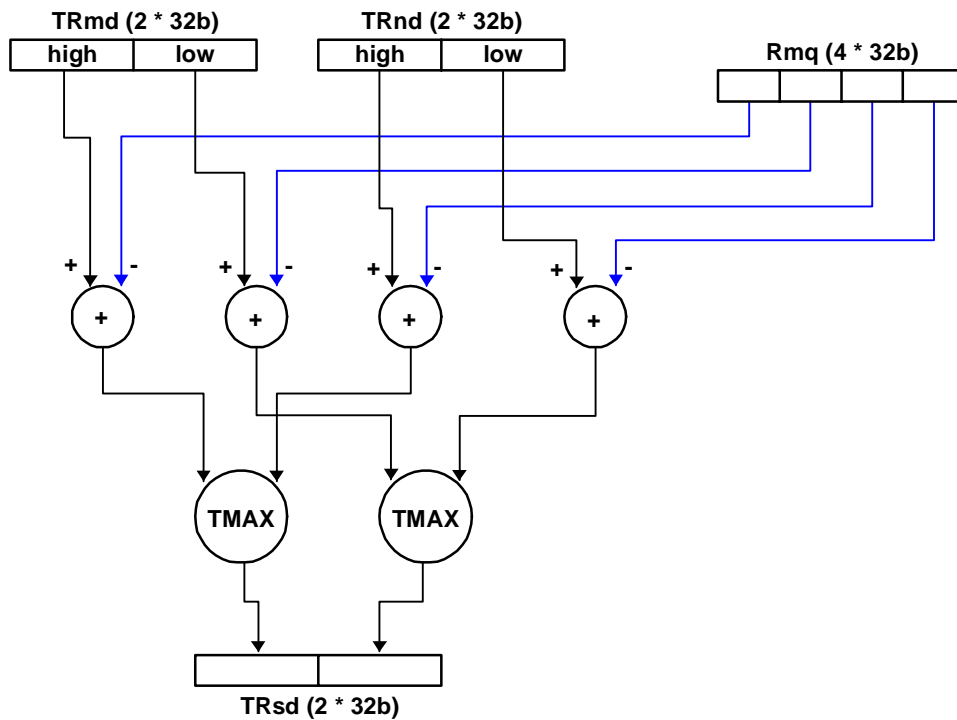 TRmd (2 * 32b) TRnd (2 * 32b)
high low high low Rmq (4 * 32b)
+ - + - + - + -
+ + + +
TMAX TMAX
TRsd (2 * 32b)